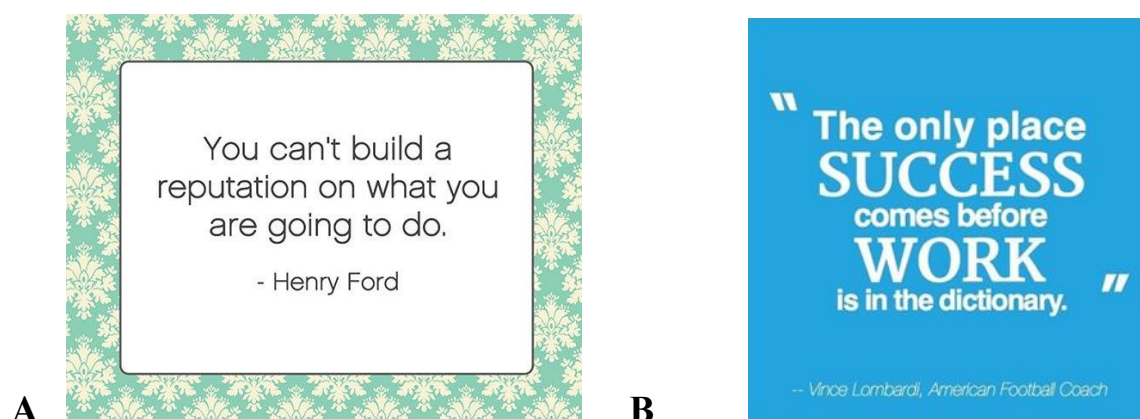 You can't build a
reputation on what you
are going to do.
- Henry Ford
A
"
The only place
SUCCESS
comes before
WORK
is in the dictionary.
"
-- Vince Lombardi, American Football Coach
B